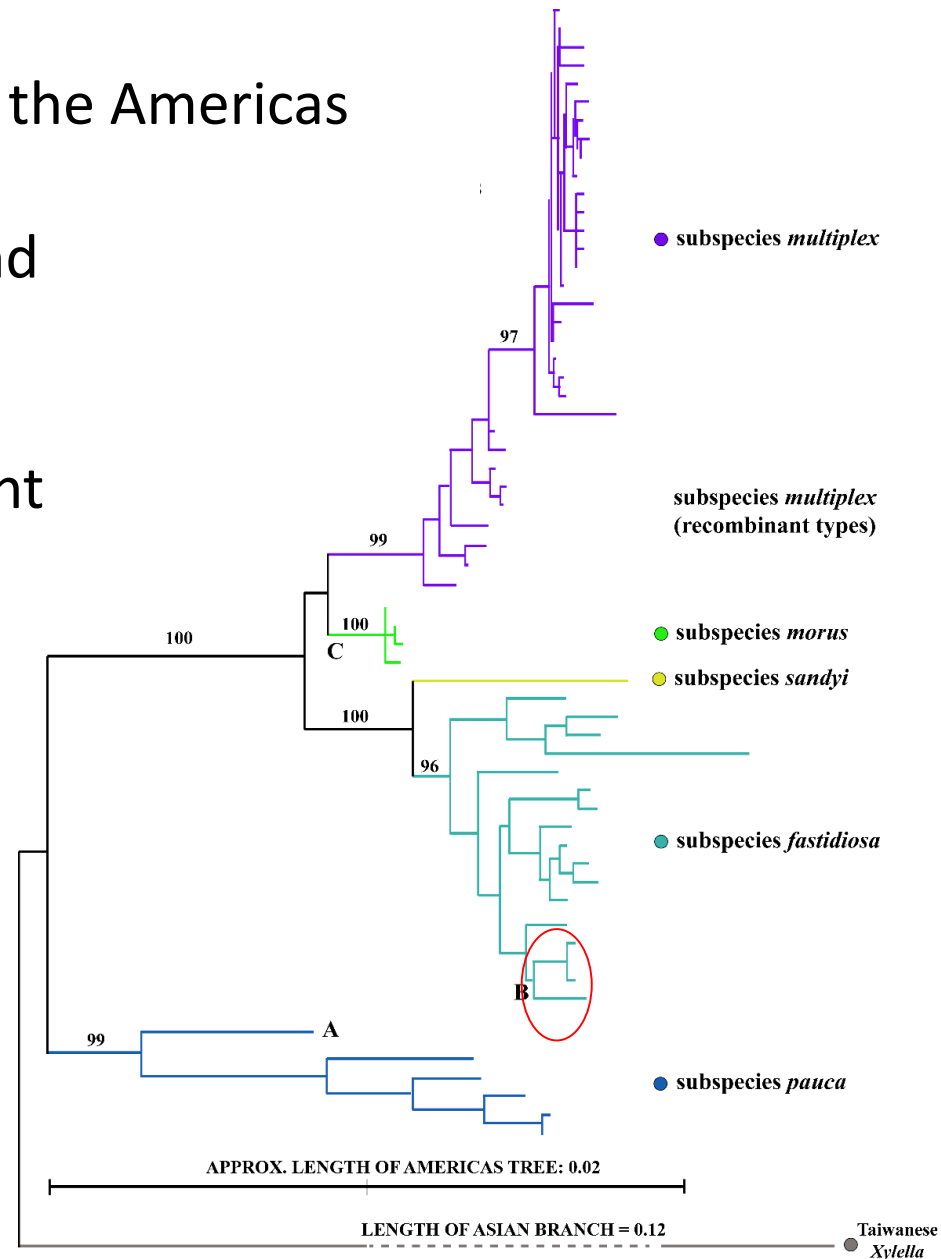 the Americas
subspecies multiplex
nd
97
subspecies multiplex
(recombinant types)
nt
99
100
C
subspecies morus
100
subspecies sandyi
100
96
subspecies fastidiosa
B
A
99
subspecies pauca
APPROX. LENGTH OF AMERICAS TREE: 0.02
LENGTH OF ASIAN BRANCH = 0.12
Taiwanese
Xylella